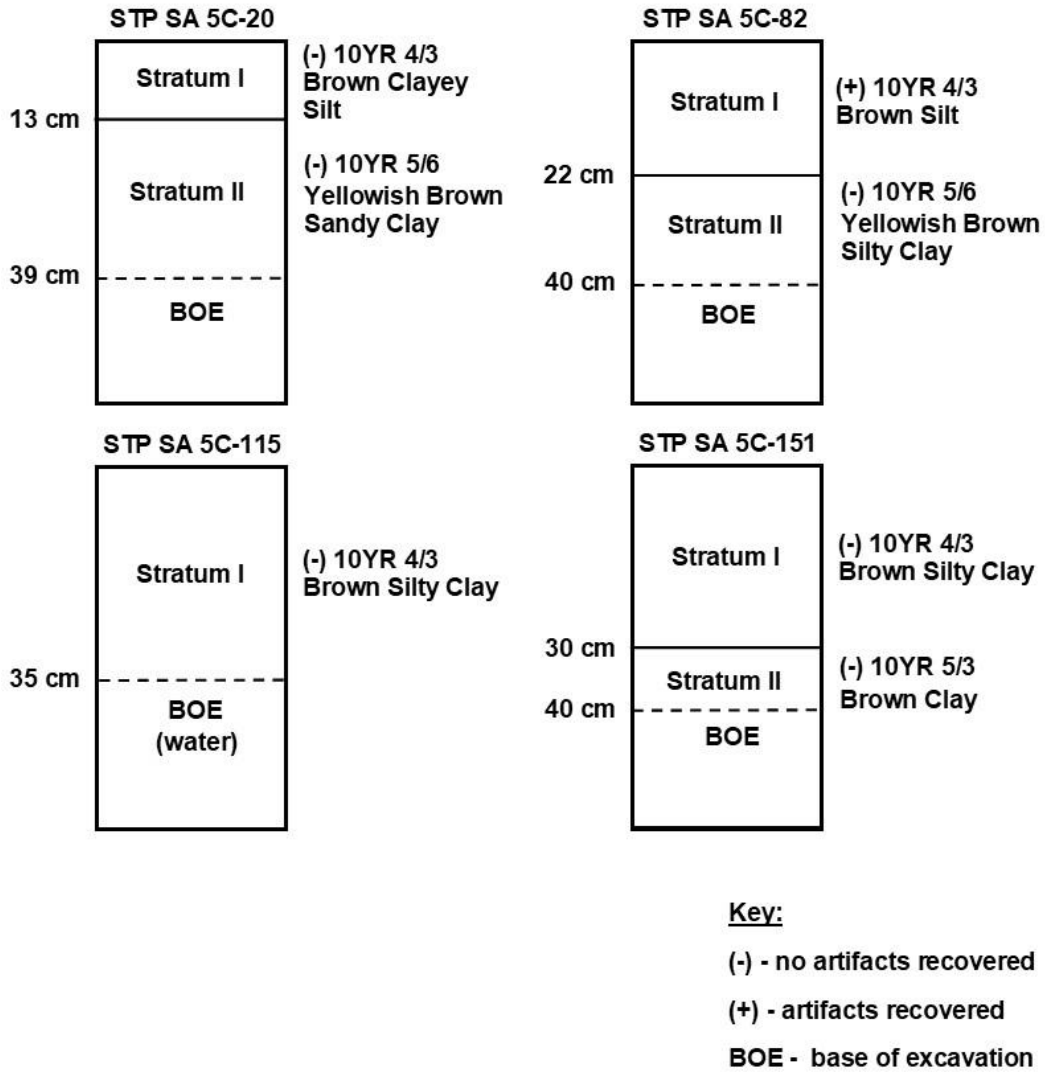 STP SA 5C-20
Stratum I
(-) 10YR 4/3
Brown Clayey
Silt
13 cm
Stratum II
(-) 10YR 5/6
Yellowish Brown
Sandy Clay
39 cm
BOE
STP SA 5C-82
Stratum I
(+) 10YR 4/3
Brown Silt
22 cm
Stratum II
(-) 10YR 5/6
Yellowish Brown
Silty Clay
40 cm
BOE
STP SA 5C-115
Stratum I
(-) 10YR 4/3
Brown Silty Clay
35 cm
BOE
(water)
STP SA 5C-151
Stratum I
(-) 10YR 4/3
Brown Silty Clay
30 cm
Stratum II
(-) 10YR 5/3
Brown Clay
40 cm
BOE
Key:
(-) - no artifacts recovered
(+) - artifacts recovered
BOE - base of excavation